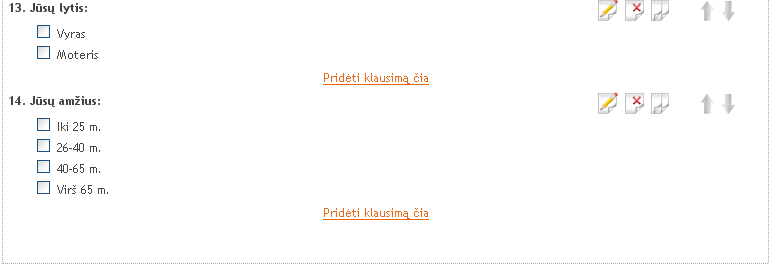 13. Jūsų lytis:
Vyras
Moteris
Pridėti klausimą čia
14. Jūsų amžius:
Iki 25 m.
26-40 m.
40-65 m.
Virš 65 m.
Pridėti klausimą čia